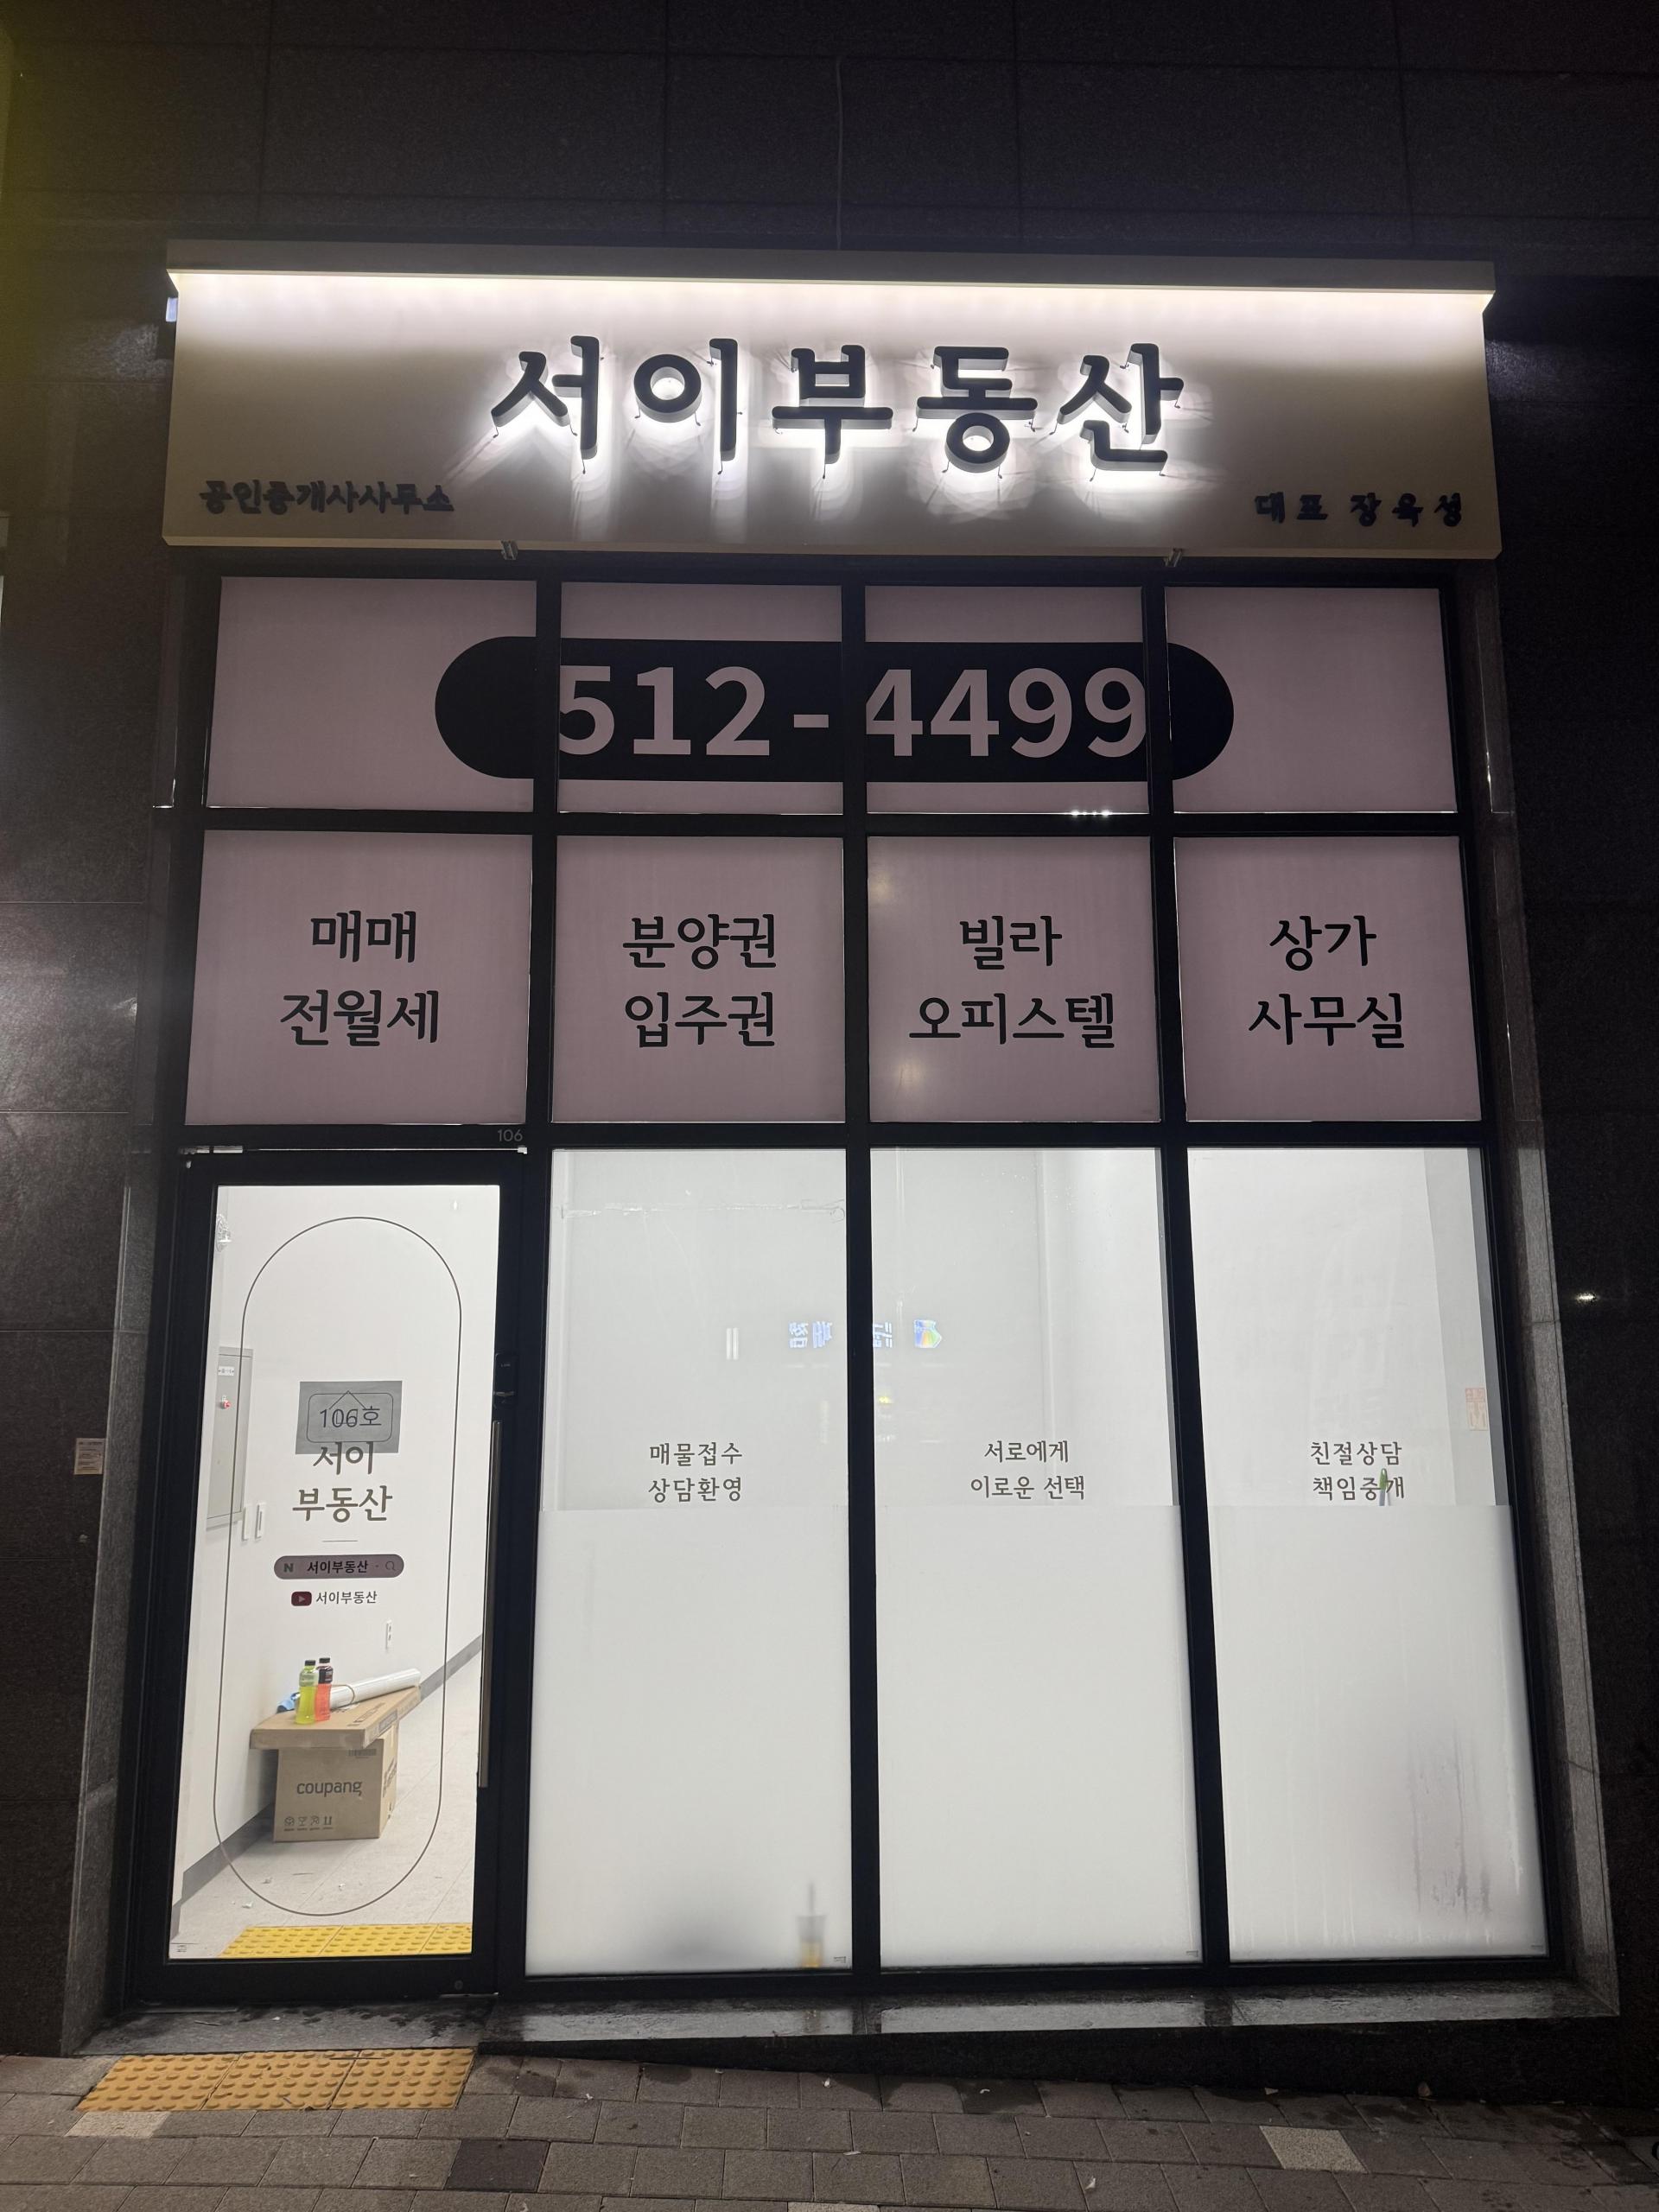 서이부동산
공인중개사사무소
대표 장욱성
512-4499
매매
전월세
분양권
입주권
빌라
오피스텔
상가
사무실
106
106호
서이
부동산
N 서이부동산
서이부동산
매물접수
상담환영
서로에게
이로운 선택
친절상담
책임중개
coupang